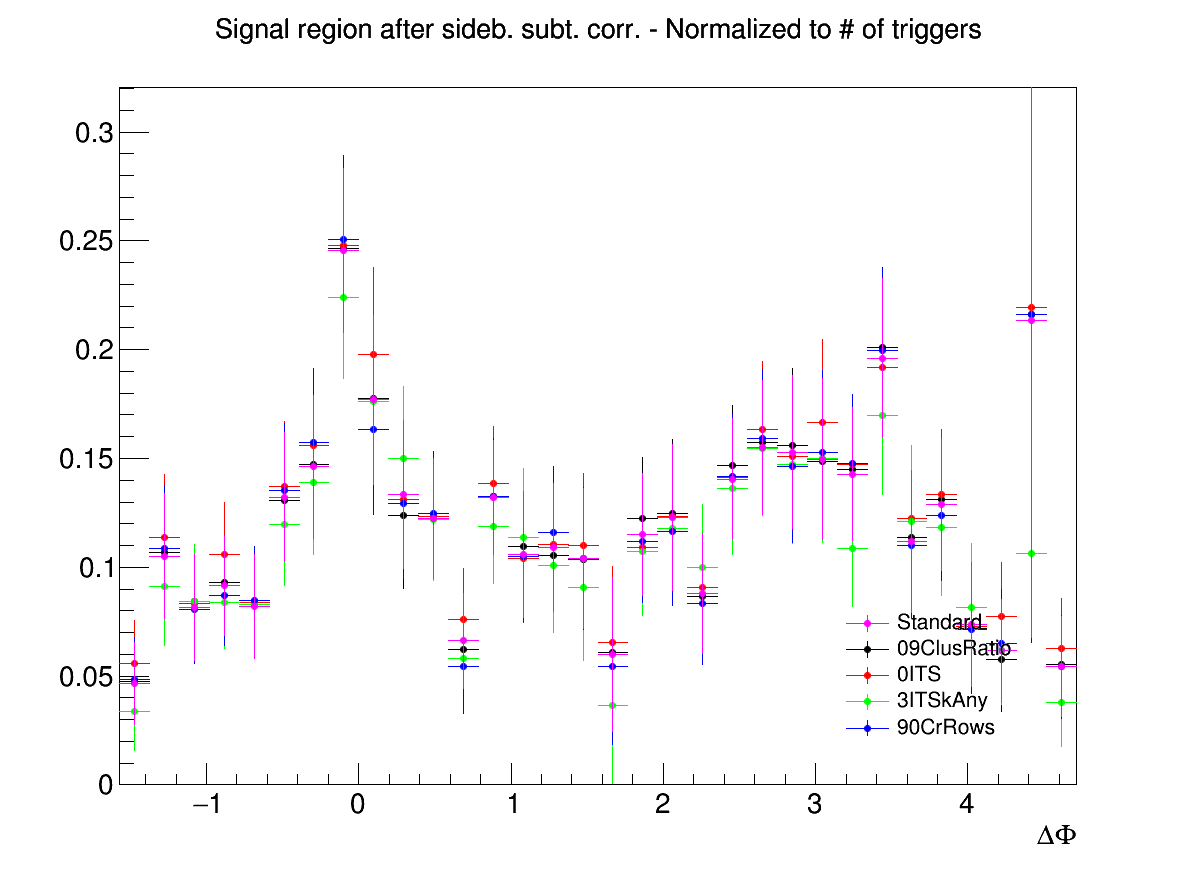 Signal region after sideb. subt. corr. - Normalized to # of triggers
0.3
0.25
0.2
0.15
0.1
0.05
0
Standard
09ClusRatio
0ITS
3ITSkAny
90CrRows
−1 0 1 2 3 4
ΔΦ